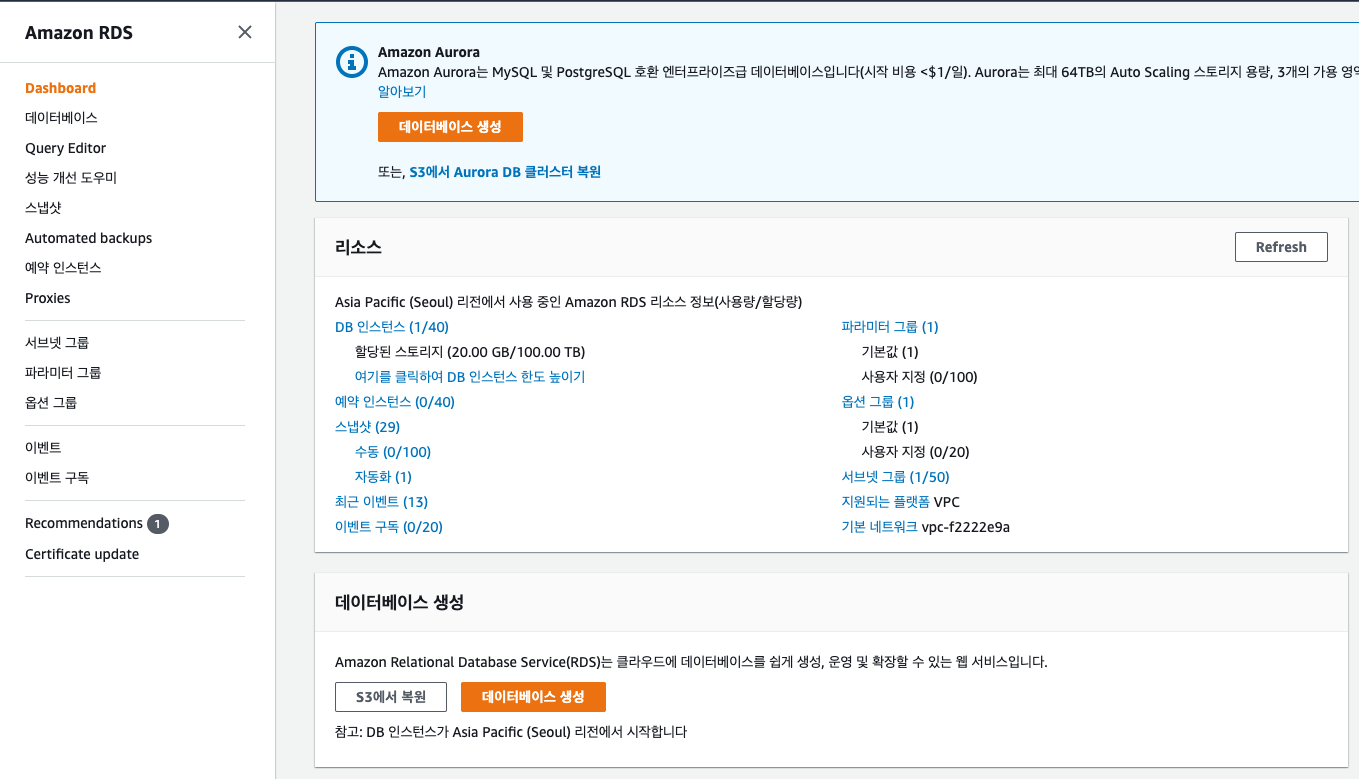 Amazon RDS
Dashboard
데이터베이스
Query Editor
성능 개선 도우미
스냅샷
Automated backups
예약 인스턴스
Proxies
서브넷 그룹
파라미터 그룹
옵션 그룹
이벤트
이벤트 구독
Recommendations 1
Certificate update
Amazon Aurora
Amazon Aurora는 MySQL 및 PostgreSQL 호환 엔터프라이즈급 데이터베이스입니다(시작 비용 <$1/일). Aurora는 최대 64TB의 Auto Scaling 스토리지 용량, 3개의 가용 영역
알아보기
데이터베이스 생성
또는, S3에서 Aurora DB 클러스터 복원
리소스
Refresh
Asia Pacific (Seoul) 리전에서 사용 중인 Amazon RDS 리소스 정보(사용량/할당량)
DB 인스턴스 (1/40)
할당된 스토리지 (20.00 GB/100.00 TB)
여기를 클릭하여 DB 인스턴스 한도 높이기
예약 인스턴스 (0/40)
스냅샷 (29)
수동 (0/100)
자동화 (1)
최근 이벤트 (13)
이벤트 구독 (0/20)
파라미터 그룹 (1)
기본값 (1)
사용자 지정 (0/100)
옵션 그룹 (1)
기본값 (1)
사용자 지정 (0/20)
서브넷 그룹 (1/50)
지원되는 플랫폼 VPC
기본 네트워크 vpc-f2222e9a
데이터베이스 생성
Amazon Relational Database Service(RDS)는 클라우드에 데이터베이스를 쉽게 생성, 운영 및 확장할 수 있는 웹 서비스입니다.
S3에서 복원
데이터베이스 생성
참고: DB 인스턴스가 Asia Pacific (Seoul) 리전에서 시작합니다